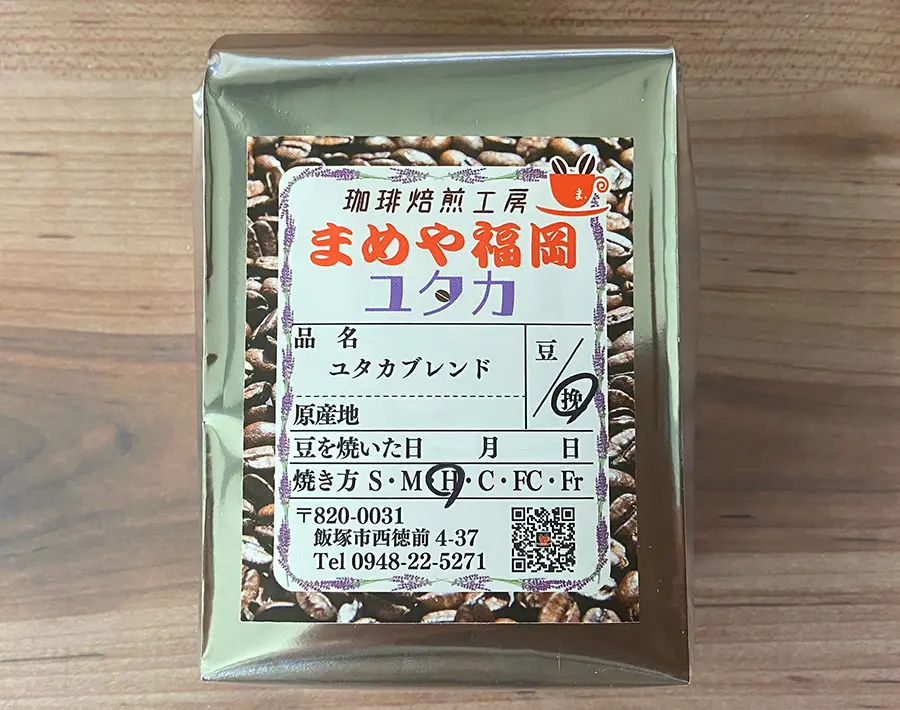 ま。
珈琲焙煎工房
まめや福岡
ユタカ
品 名
ユタカブレンド
豆/挽
原産地
豆を焼いた日 月 日
焼き方 S・M・H・C・FC・Fr
〒820-0031
飯塚市西徳前 4-37
Tel 0948-22-5271